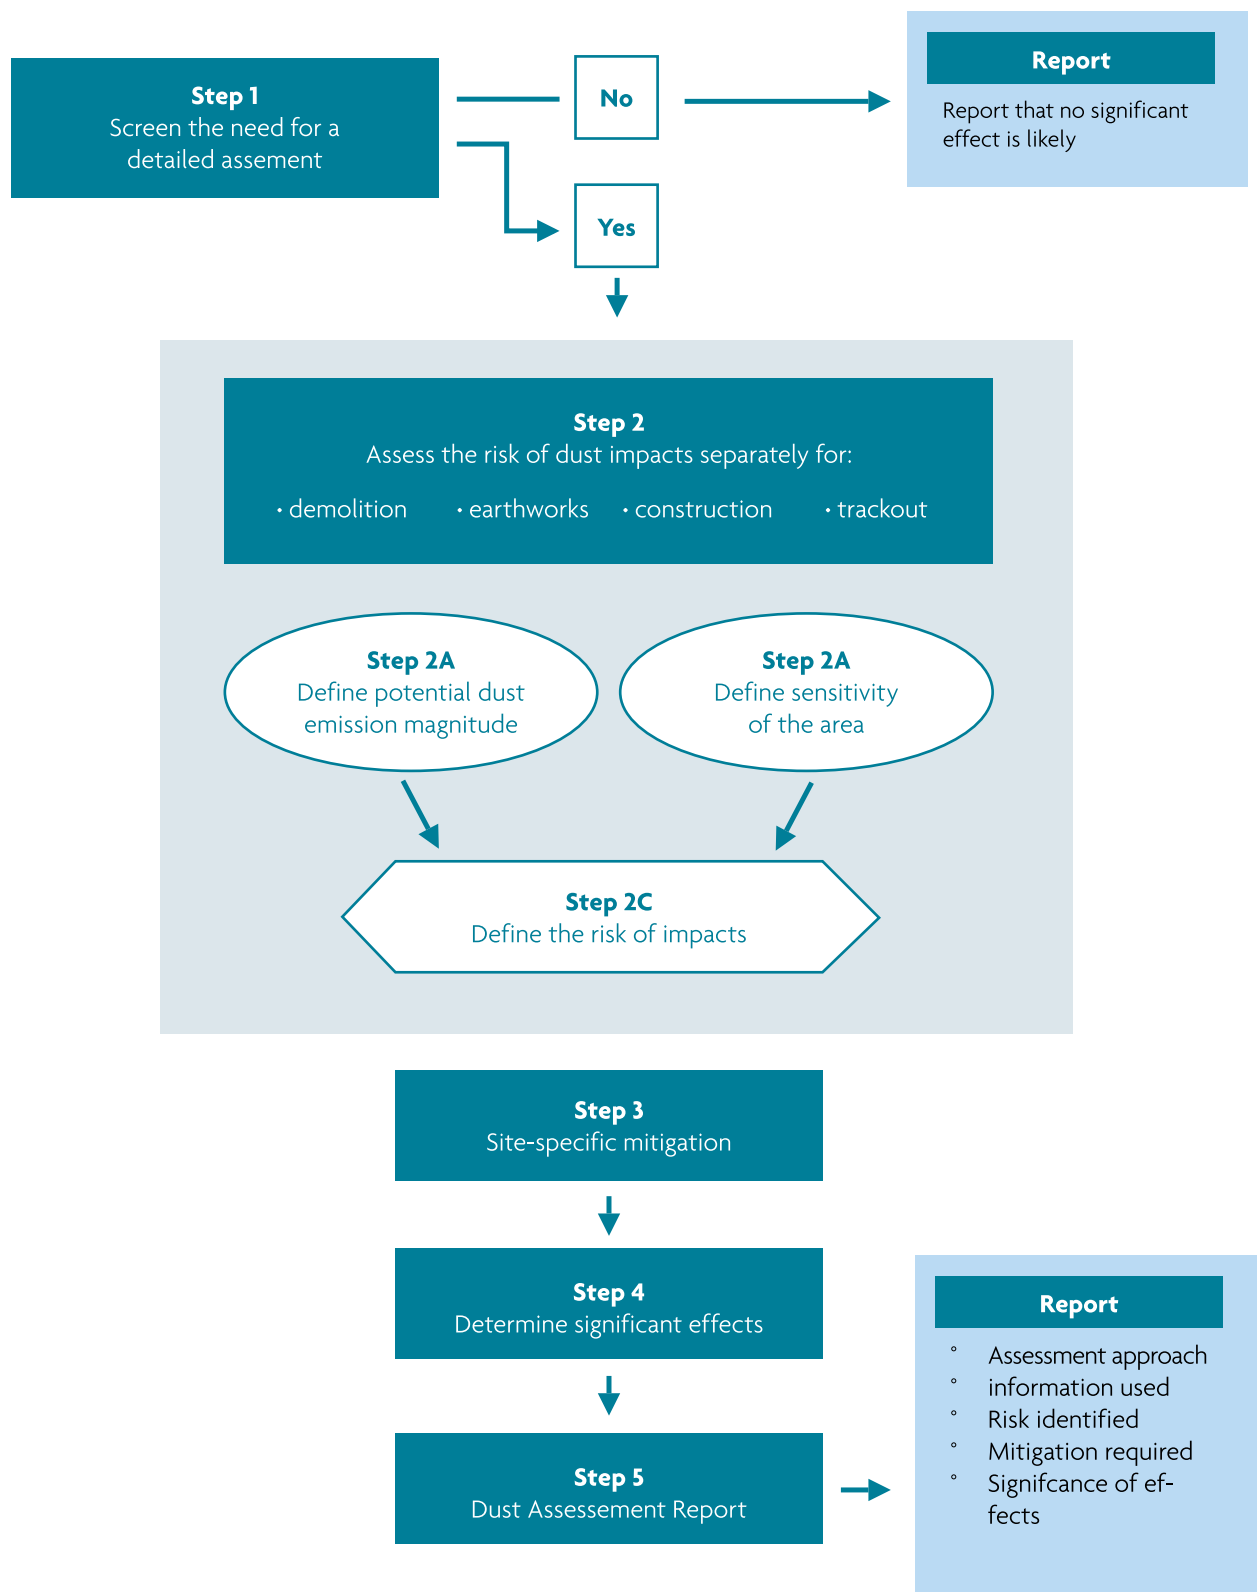 Step 1
Screen the need for a
detailed assement
No
Yes
Report
Report that no significant
effect is likely
Step 2
Assess the risk of dust impacts separately for:
• demolition • earthworks • construction • trackout
Step 2A
Define potential dust
emission magnitude
Step 2A
Define sensitivity
of the area
Step 2C
Define the risk of impacts
Step 3
Site-specific mitigation
Step 4
Determine significant effects
Step 5
Dust Assessement Report
Report
° Assessment approach
° information used
° Risk identified
° Mitigation required
° Signifcance of ef-
fects